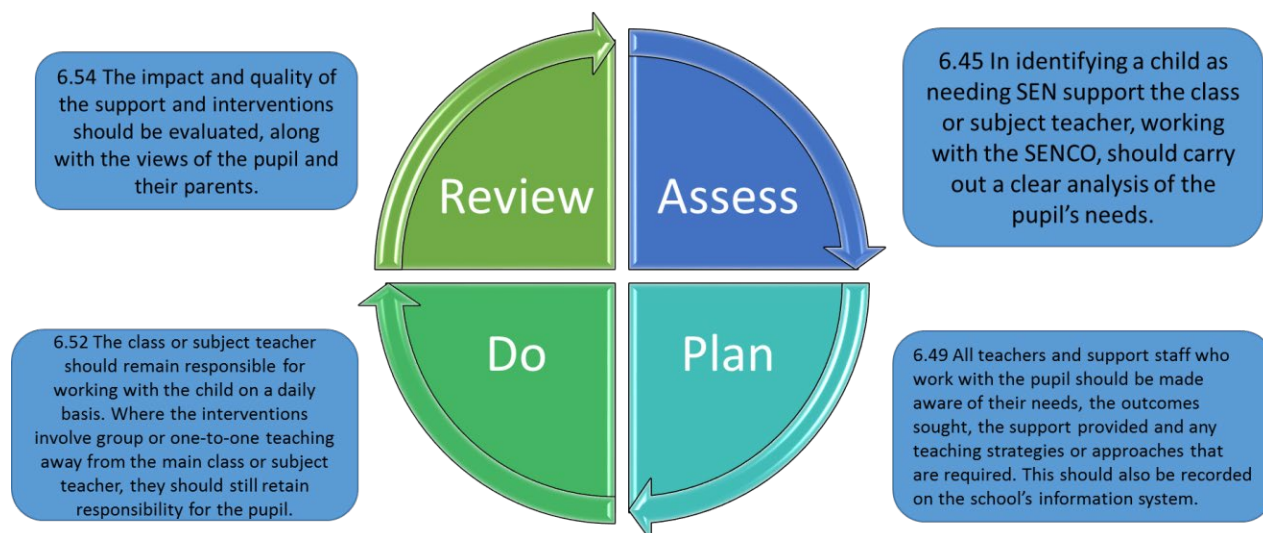 6.54 The impact and quality of
the support and interventions
should be evaluated, along
with the views of the pupil and
their parents.
Review
Assess
6.45 In identifying a child as
needing SEN support the class
or subject teacher, working
with the SENCO, should carry
out a clear analysis of the
pupil’s needs.
6.52 The class or subject teacher
should remain responsible for
working with the child on a daily
basis. Where the interventions
involve group or one-to-one teaching
away from the main class or subject
teacher, they should still retain
responsibility for the pupil.
Do
Plan
6.49 All teachers and support staff who
work with the pupil should be made
aware of their needs, the outcomes
sought, the support provided and any
teaching strategies or approaches that
are required. This should also be recorded
on the school’s information system.